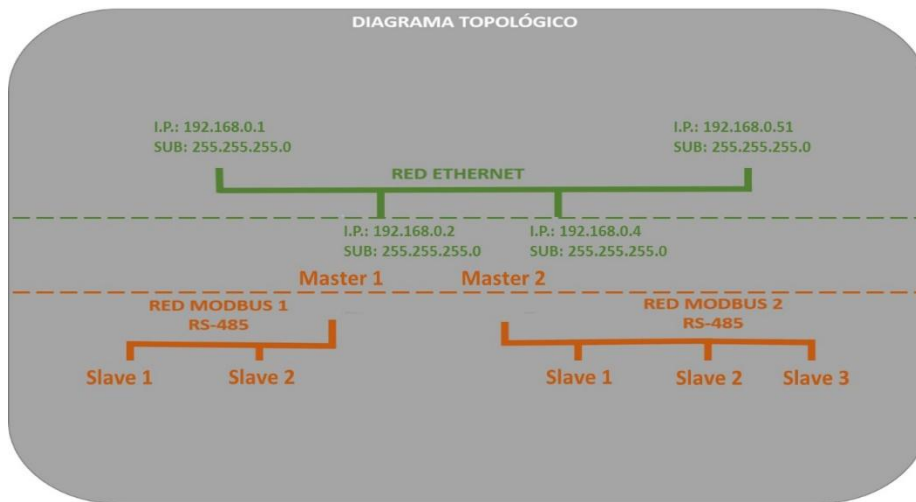 DIAGRAMA TOPOLÓGICO
I.P.: 192.168.0.1
SUB: 255.255.255.0
I.P.: 192.168.0.51
SUB: 255.255.255.0
RED ETHERNET
I.P.: 192.168.0.2
SUB: 255.255.255.0
I.P.: 192.168.0.4
SUB: 255.255.255.0
Master 1
Master 2
RED MODBUS 1
RS-485
RED MODBUS 2
RS-485
Slave 1
Slave 2
Slave 1
Slave 2
Slave 3